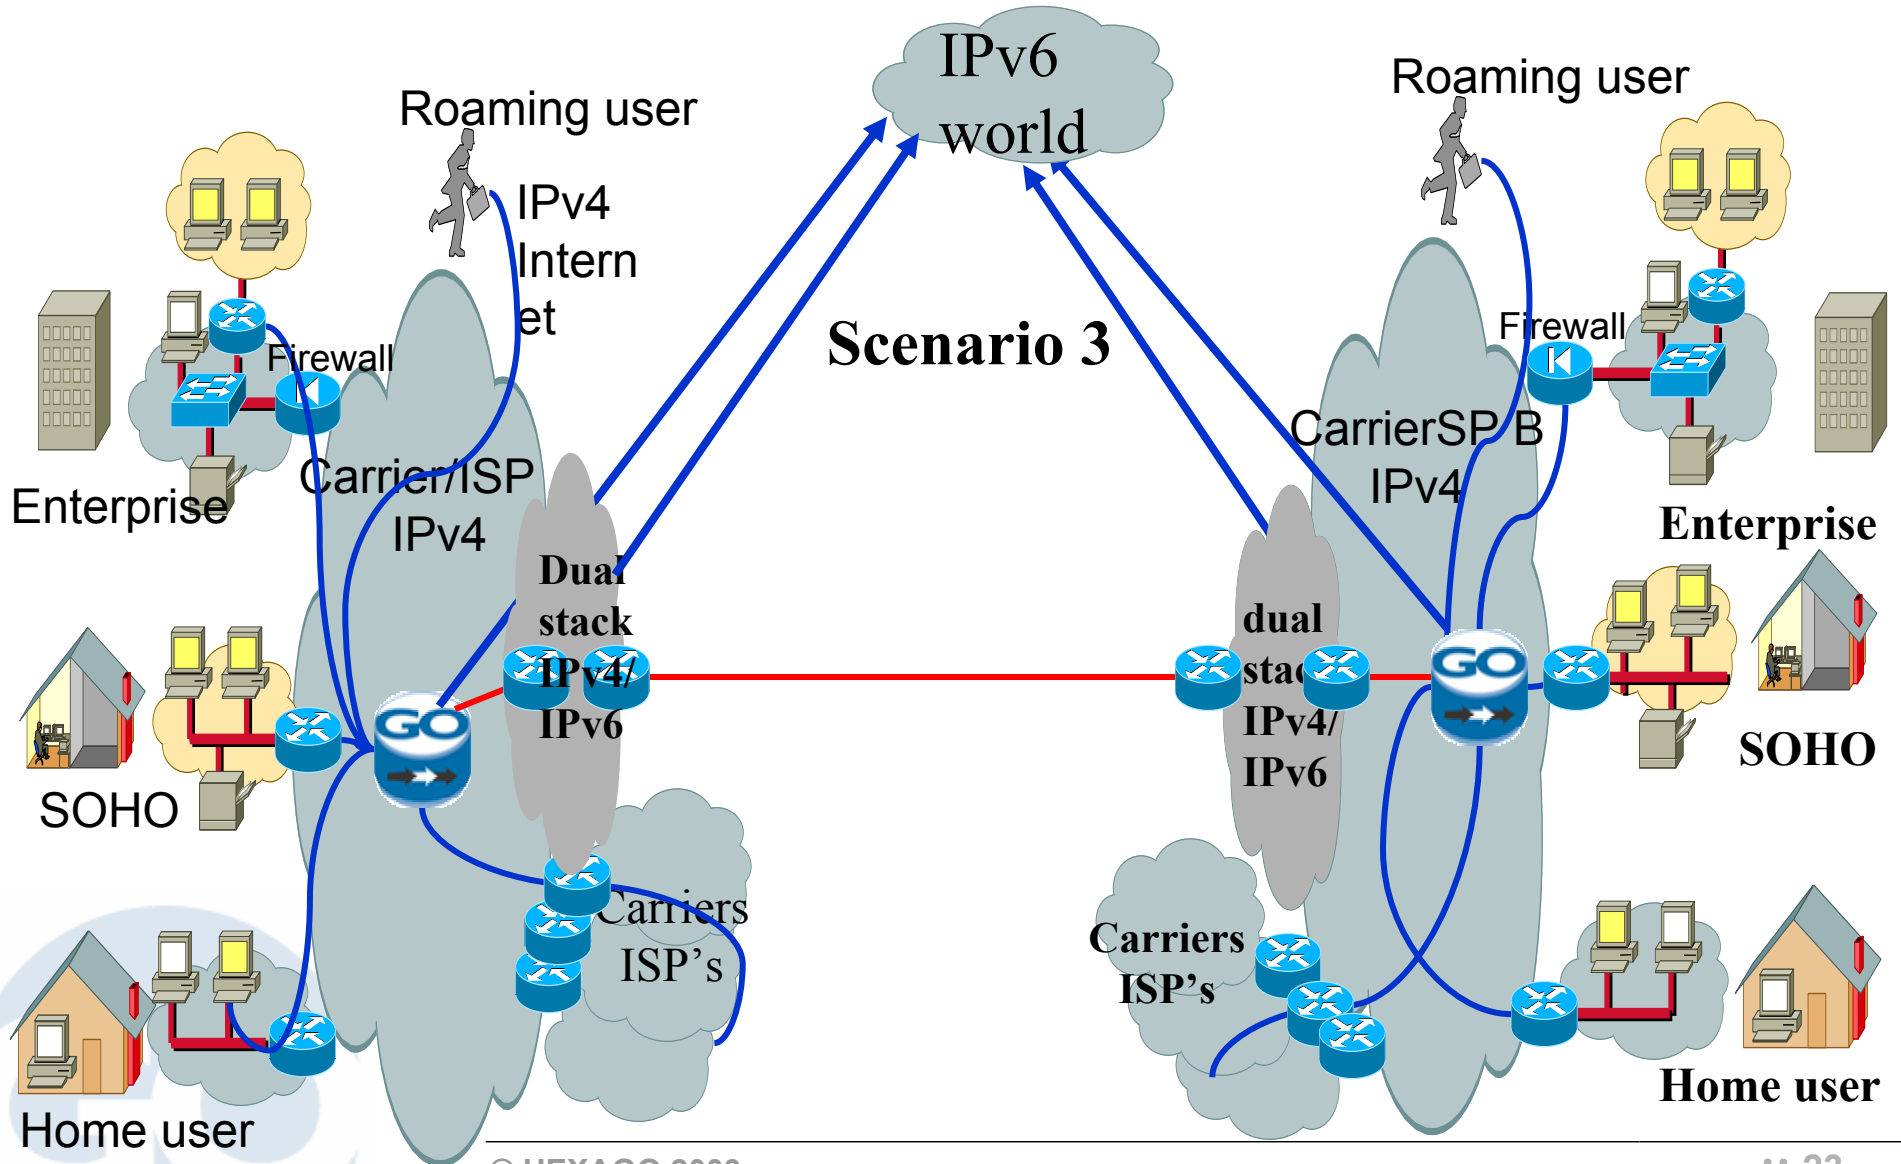 IPv6
world
Roaming user
Roaming user
IPv4
Intern
et
Scenario 3
Firewall
Firewall
Carrier/ISP
IPv4
CarrierSP B
IPv4
Enterprise
Enterprise
Dual
stack
IPv4/
IPv6
dual
stac
IPv4/
IPv6
GO
GO
SOHO
SOHO
Carriers
ISP's
Carriers
ISP's
Home user
Home user